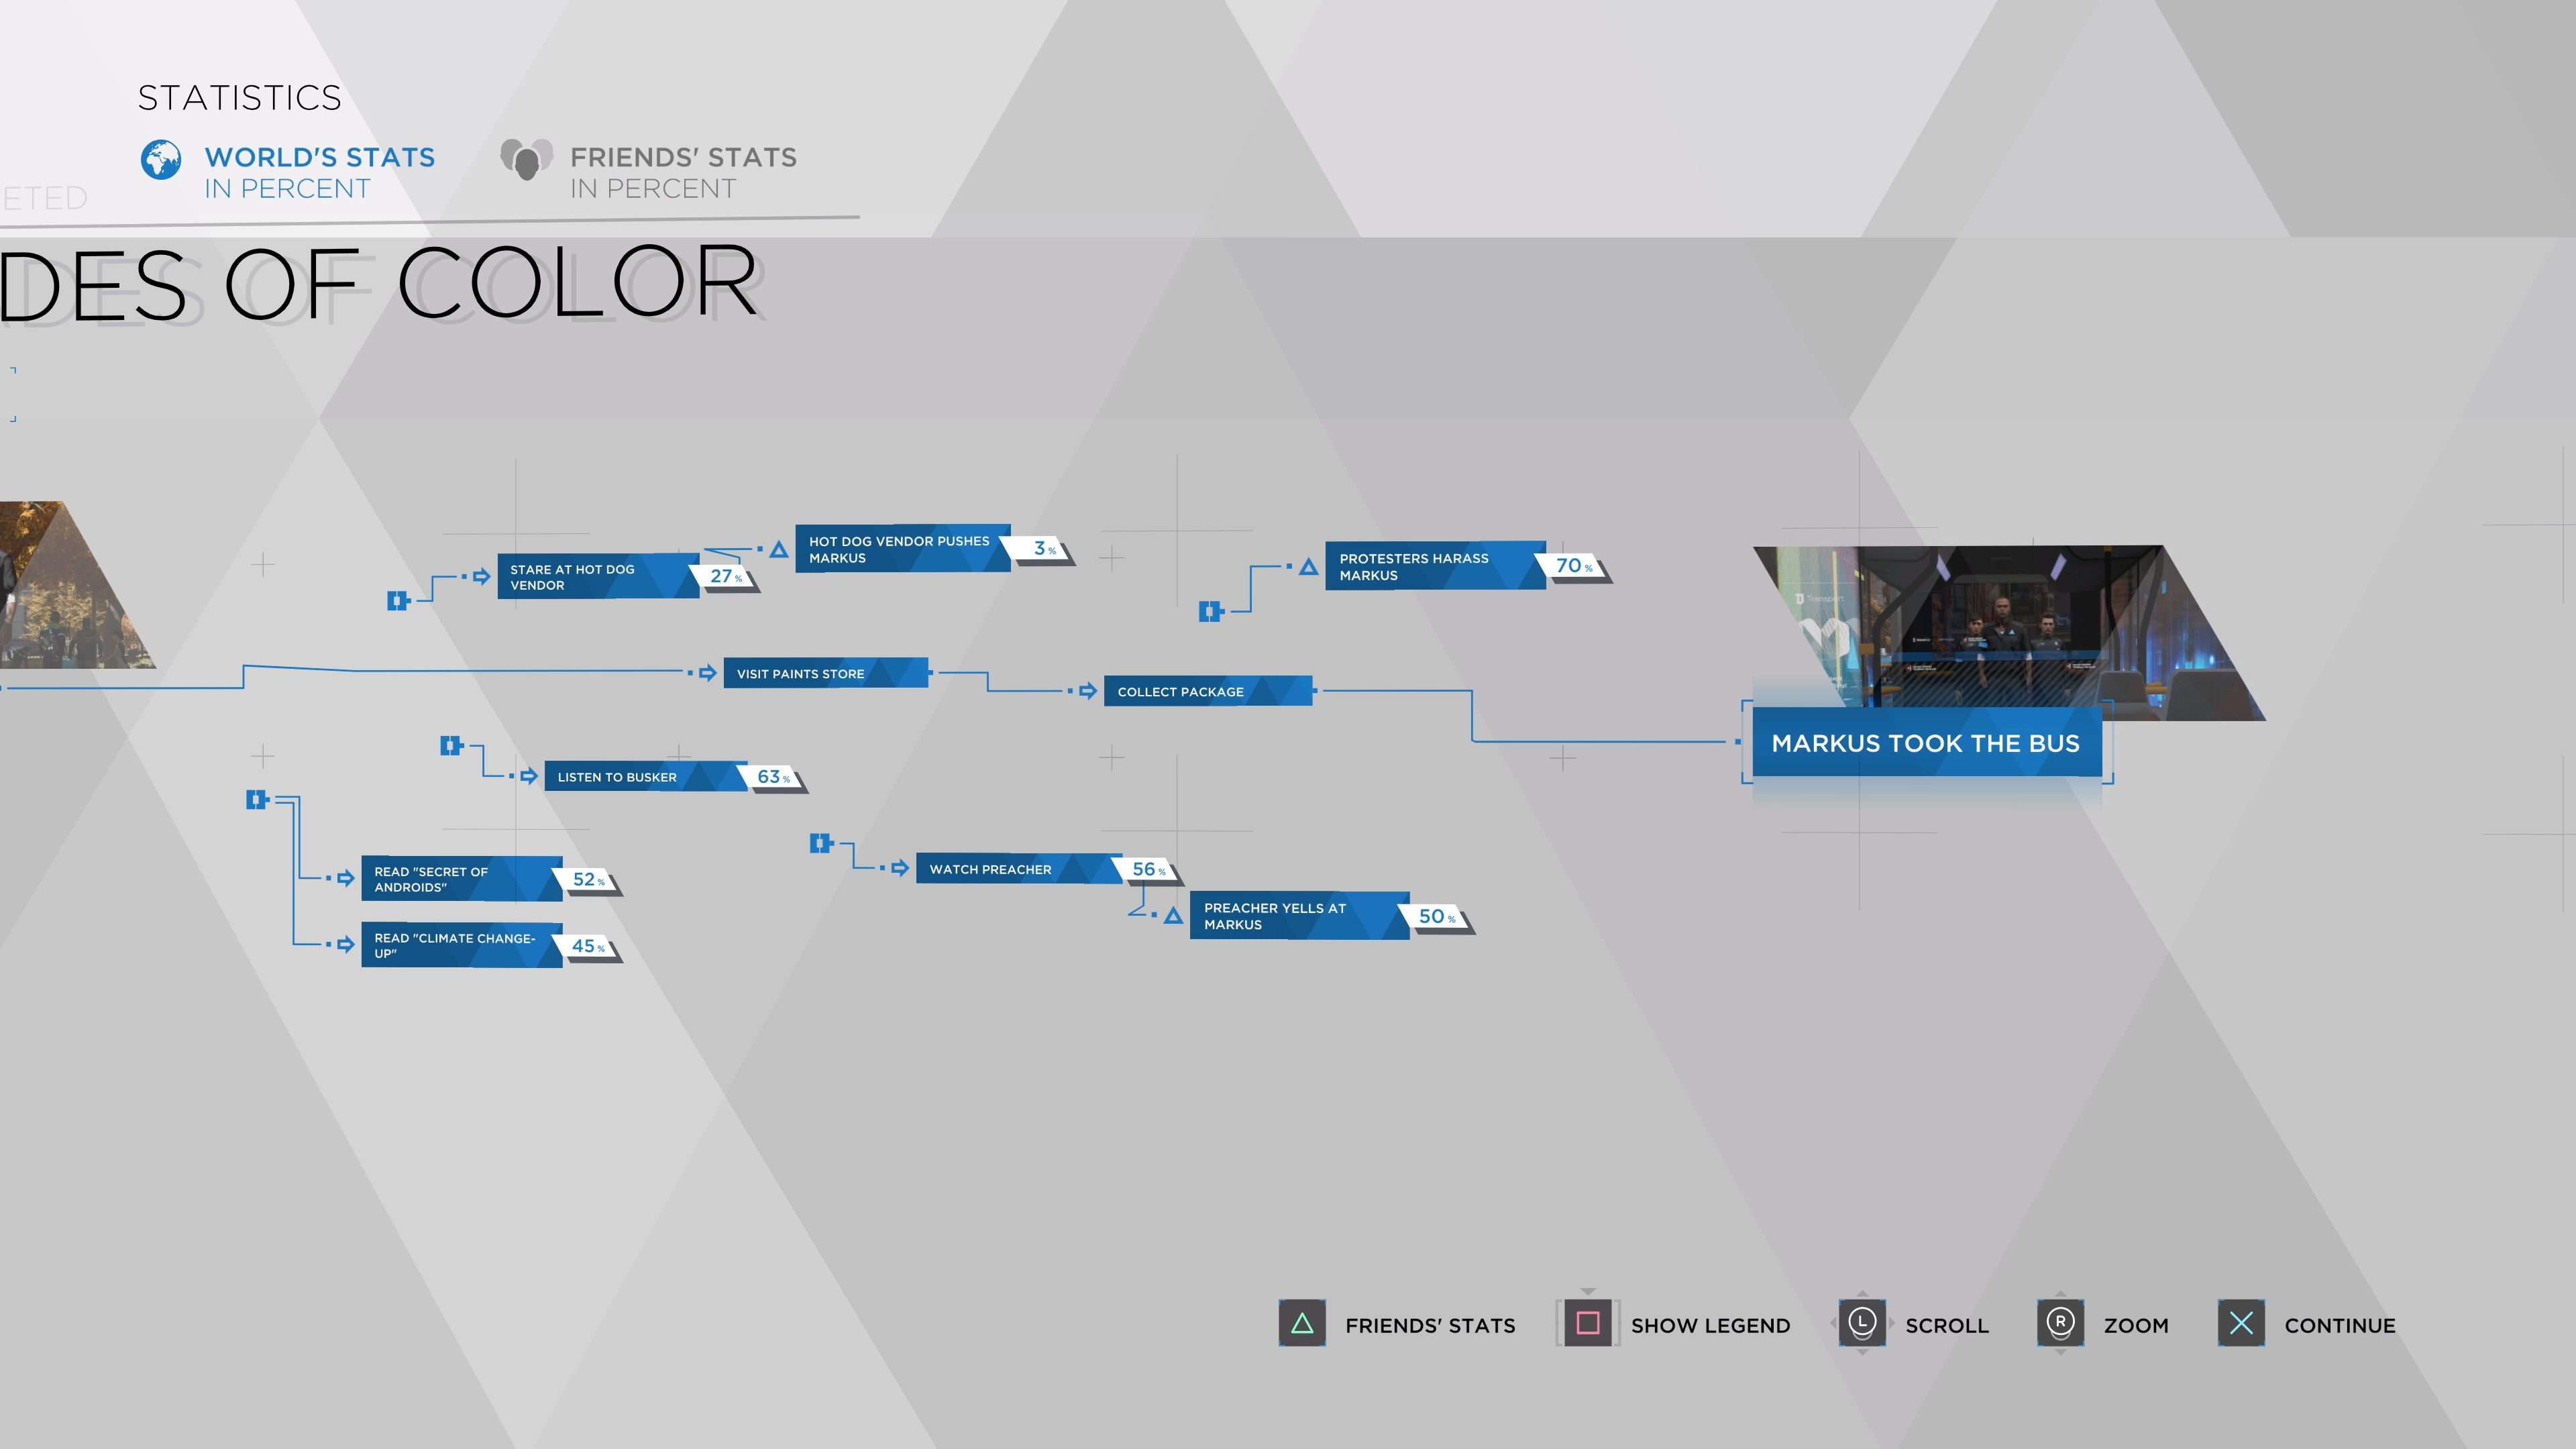 STATISTICS
WORLD'S STATS
IN PERCENT
FRIENDS' STATS
IN PERCENT
ETED
DES OF COLOR
HOT DOG VENDOR PUSHES
MARKUS
3 %
STARE AT HOT DOG
VENDOR
27 %
PROTESTERS HARASS
MARKUS
70 %
Transport
VISIT PAINTS STORE
COLLECT PACKAGE
MARKUS TOOK THE BUS
LISTEN TO BUSKER
63 %
READ "SECRET OF
ANDROIDS"
52 %
WATCH PREACHER
56 %
PREACHER YELLS AT
MARKUS
50 %
READ "CLIMATE CHANGE-
UP"
45 %
FRIENDS' STATS
SHOW LEGEND
L
SCROLL
R
ZOOM
CONTINUE